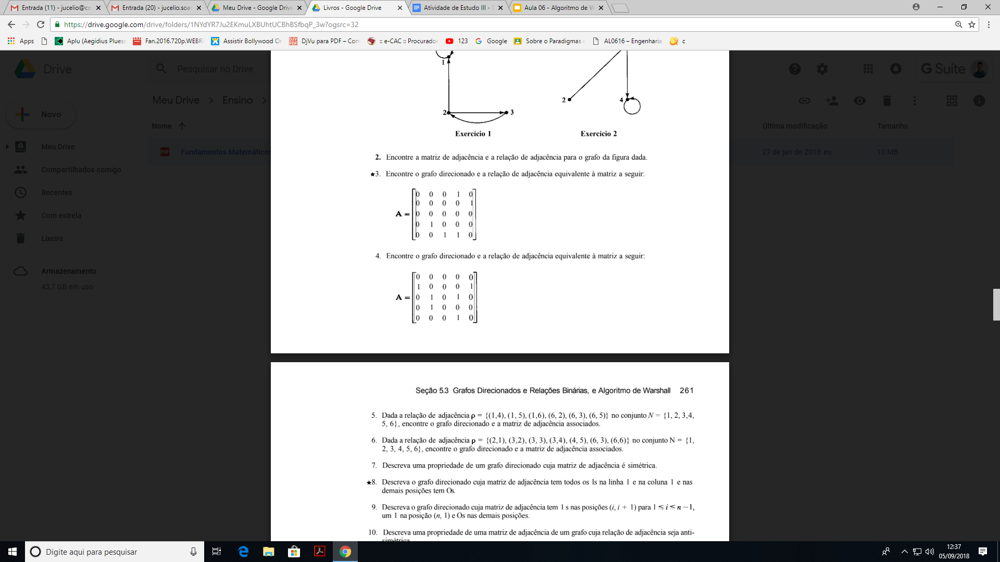 Entrada (11) - jucelio@co
Entrada (20) - jucelio.soar
Meu Drive - Google Drive
Livros - Google Drive
Atividade de Estudo III -
Aula 06 - Algoritmo de W
https://drive.google.com/drive/folders/1NYdYR7Ju2EKmuLXBUhtUCBhBSfbqP_3w?ogsrc=32
Apps
Aplu (Aegidius Pluess
Fan.2016.720p.WEBRi
Assistir Bollywood On
DjVu para PDF – Con
:: e-CAC :: Procurador
123
Google
Sobre o Paradigmas
AL0616 – Engenharia
c
Drive
Pesquisar no Drive
G Suite
Meu Drive > Ensino >
Novo
Nome
Última modificação
Tamanho
Meu Drive
Fundamentos Matemáticos
27 de jan de 2018 eu
10 MB
Compartilhados comigo
Recentes
Com estrela
Lixeira
Armazenamento
43,7 GB em uso
1
2
3
2
4
Exercício 1
Exercício 2
2. Encontre a matriz de adjacência e a relação de adjacência para o grafo da figura dada.
★3. Encontre o grafo direcionado e a relação de adjacência equivalente à matriz a seguir:
0 0 0 1 0
0 0 0 0 1
A = 0 0 0 0 0
0 1 0 0 0
0 0 1 1 0
4. Encontre o grafo direcionado e a relação de adjacência equivalente à matriz a seguir:
0 0 0 0 0
1 0 0 0 1
A = 0 1 0 1 0
0 1 0 0 0
0 0 0 1 0
Seção 5.3 Grafos Direcionados e Relações Binárias, e Algoritmo de Warshall 261
5. Dada a relação de adjacência ρ = {(1,4), (1, 5), (1,6), (6, 2), (6, 3), (6, 5)} no conjunto N = {1, 2, 3,4,
5, 6}, encontre o grafo direcionado e a matriz de adjacência associados.
6. Dada a relação de adjacência ρ = {(2,1), (3,2), (3, 3), (3,4), (4, 5), (6, 3), (6,6)} no conjunto N = {1,
2, 3, 4, 5, 6}, encontre o grafo direcionado e a matriz de adjacência associados.
7. Descreva uma propriedade de um grafo direcionado cuja matriz de adjacência é simétrica.
★8. Descreva o grafo direcionado cuja matriz de adjacência tem todos os 1s na linha 1 e na coluna 1 e nas
demais posições tem Os.
9. Descreva o grafo direcionado cuja matriz de adjacência tem 1 s nas posições (i, i + 1) para 1 ≤ i ≤ n − 1,
um 1 na posição (n, 1) e Os nas demais posições.
10. Descreva uma propriedade de uma matriz de adjacência de um grafo cuja relação de adjacência seja anti-
simétrica
Digite aqui para pesquisar
12:37
05/09/2018